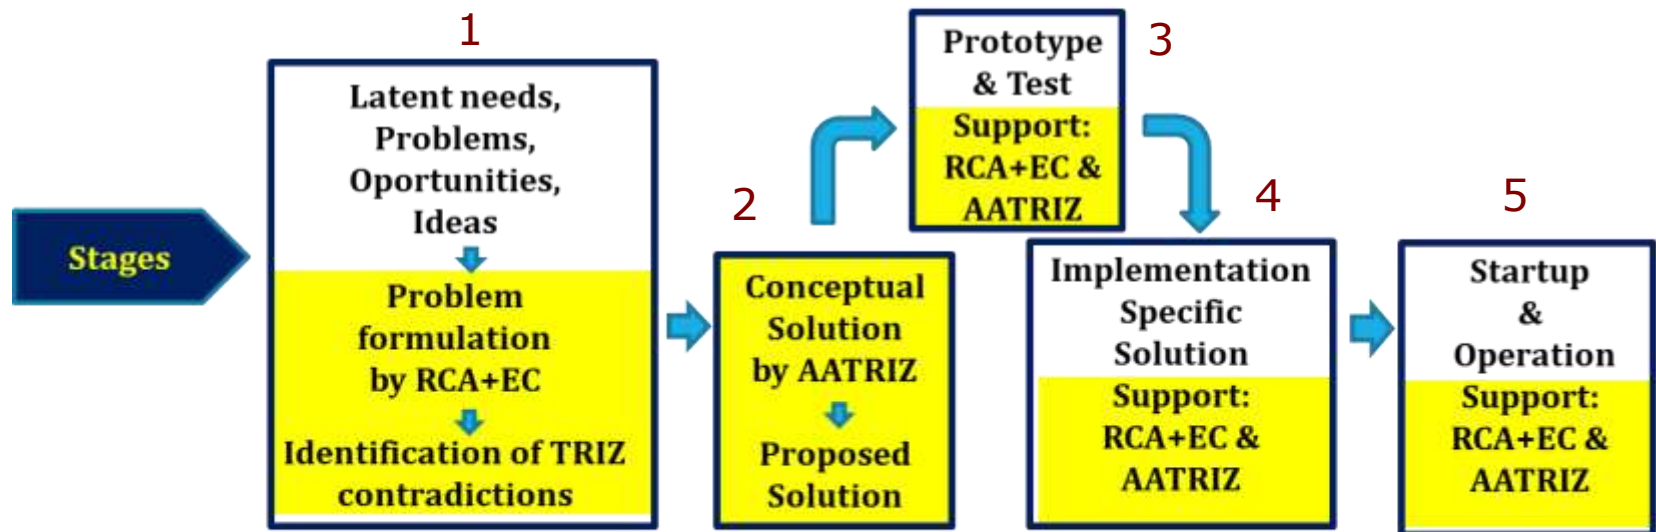 Stages
1
Latent needs,
Problems,
Oportunities,
Ideas
Problem
formulation
by RCA+EC
Identification of TRIZ
contradictions
2
Conceptual
Solution
by AATRIZ
Proposed
Solution
3
Prototype
& Test
Support:
RCA+EC &
AATRIZ
4
Implementation
Specific
Solution
Support:
RCA+EC &
AATRIZ
5
Startup
&
Operation
Support:
RCA+EC &
AATRIZ